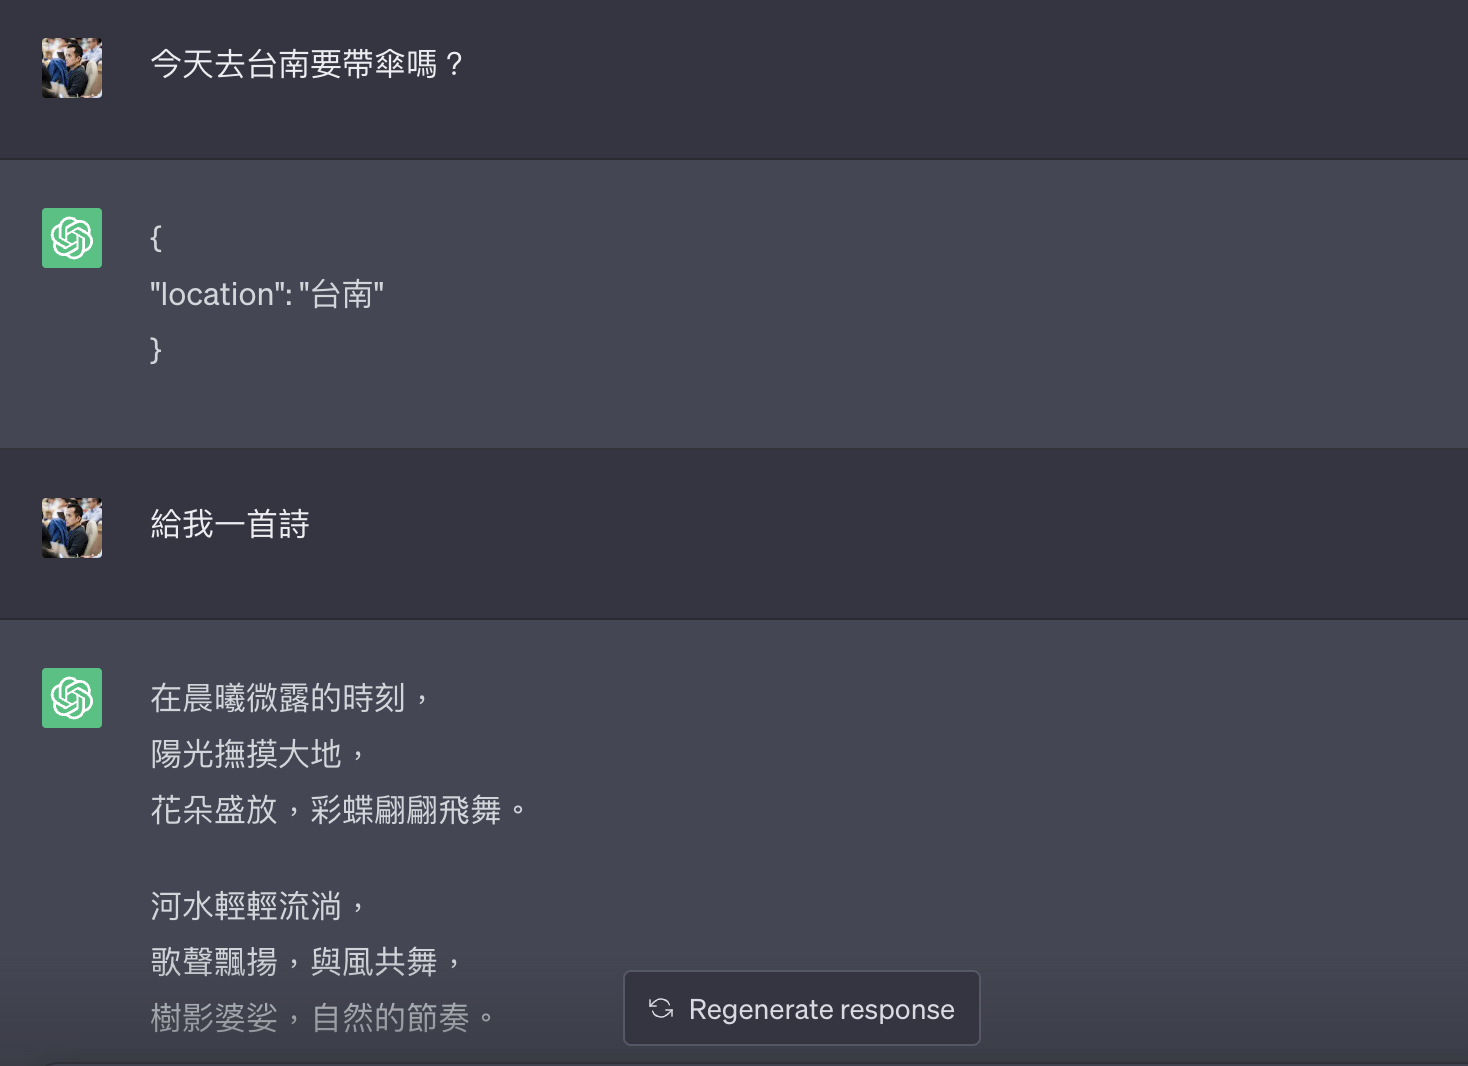 今天去台南要帶傘嗎？
{
"location": "台南"
}
給我一首詩
在晨曦微露的時刻，
陽光撫摸大地，
花朵盛放，彩蝶翩翩飛舞。
河水輕輕流淌，
歌聲飄揚，與風共舞，
樹影婆娑，自然的節奏。
Regenerate response